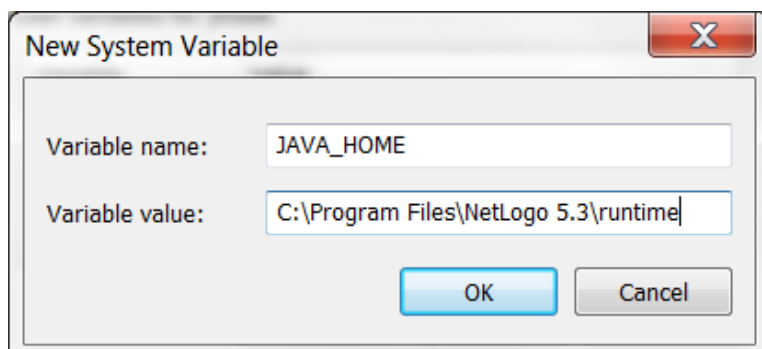 New System Variable
Variable name: JAVA_HOME
Variable value: C:\Program Files\NetLogo 5.3\runtime
OK Cancel